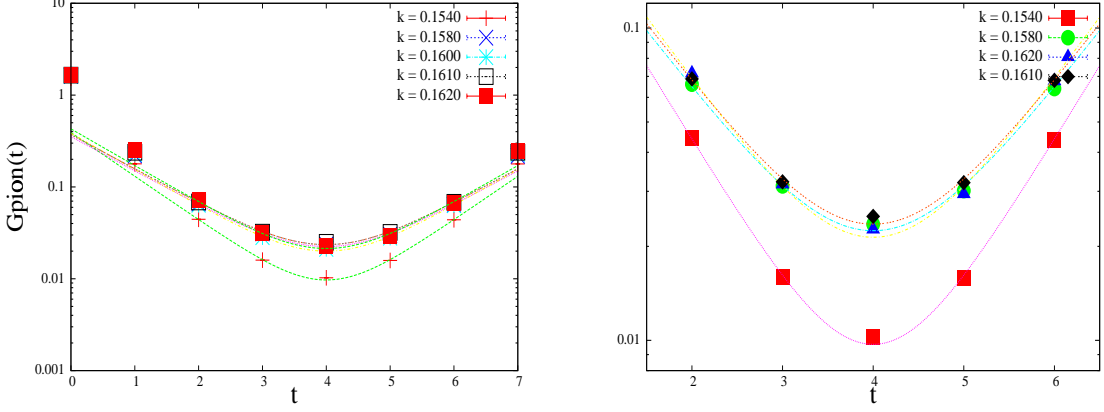 10
1
0.1
0.01
0.001
Gpion(t)
0 1 2 3 4 5 6 7
t
k = 0.1540
k = 0.1580
k = 0.1600
k = 0.1610
k = 0.1620
0.1
0.01
2 3 4 5 6
t
k = 0.1540
k = 0.1580
k = 0.1620
k = 0.1610